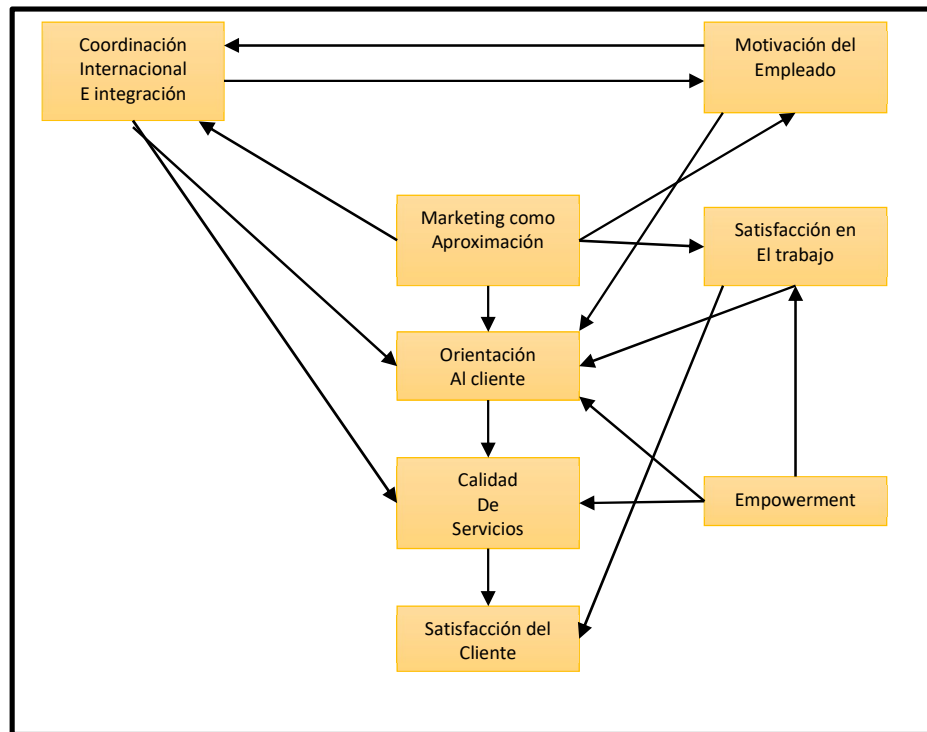 Coordinación
Internacional
E integración
Motivación del
Empleado
Marketing como
Aproximación
Satisfacción en
El trabajo
Orientación
Al cliente
Calidad
De
Servicios
Empowerment
Satisfacción del
Cliente